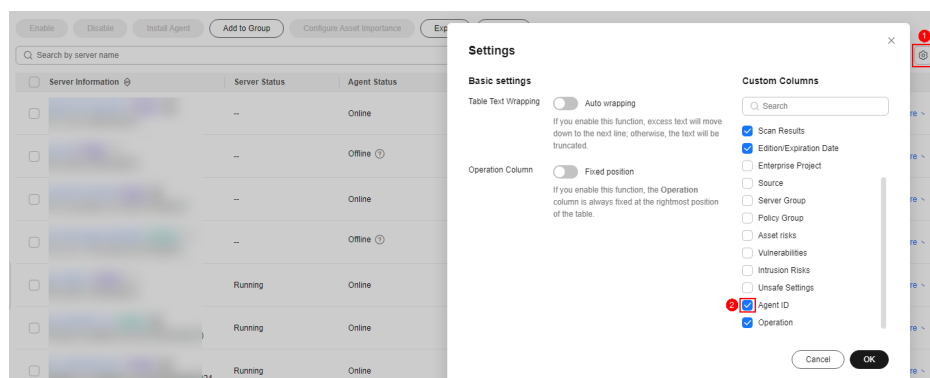 Enable Disable Install Agent Add to Group Configure Asset Importance
Search by server name
Server Information Server Status Agent Status
-- Online
-- Offline
-- Online
-- Offline
Running Online
Running Online
Running Online
Settings
Basic settings
Table Text Wrapping Auto wrapping
If you enable this function, excess text will move
down to the next line; otherwise, the text will be
truncated.
Operation Column Fixed position
If you enable this function, the Operation
column is always fixed at the rightmost position
of the table.
Custom Columns
Search
Scan Results
Edition/Expiration Date
Enterprise Project
Source
Server Group
Policy Group
Asset risks
Vulnerabilities
Intrusion Risks
Unsafe Settings
2 Agent ID
Operation
Cancel OK
1